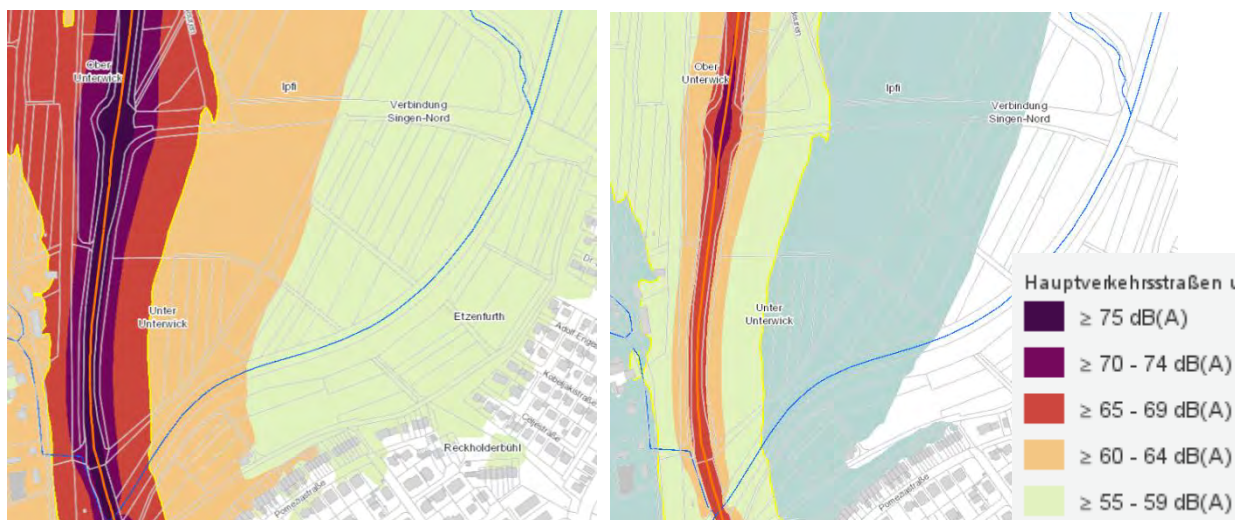 Ober
Unterwick
Ipfi
Verbindung
Singen-Nord
Unter
Unterwick
Etzenfurth
Reckholderbühl
Pomeziastraße
Ober
Unterwick
Ipfi
Verbindung
Singen-Nord
Unter
Unterwick
Hauptverkehrsstraßen u
≥ 75 dB(A)
≥ 70 - 74 dB(A)
≥ 65 - 69 dB(A)
≥ 60 - 64 dB(A)
≥ 55 - 59 dB(A)